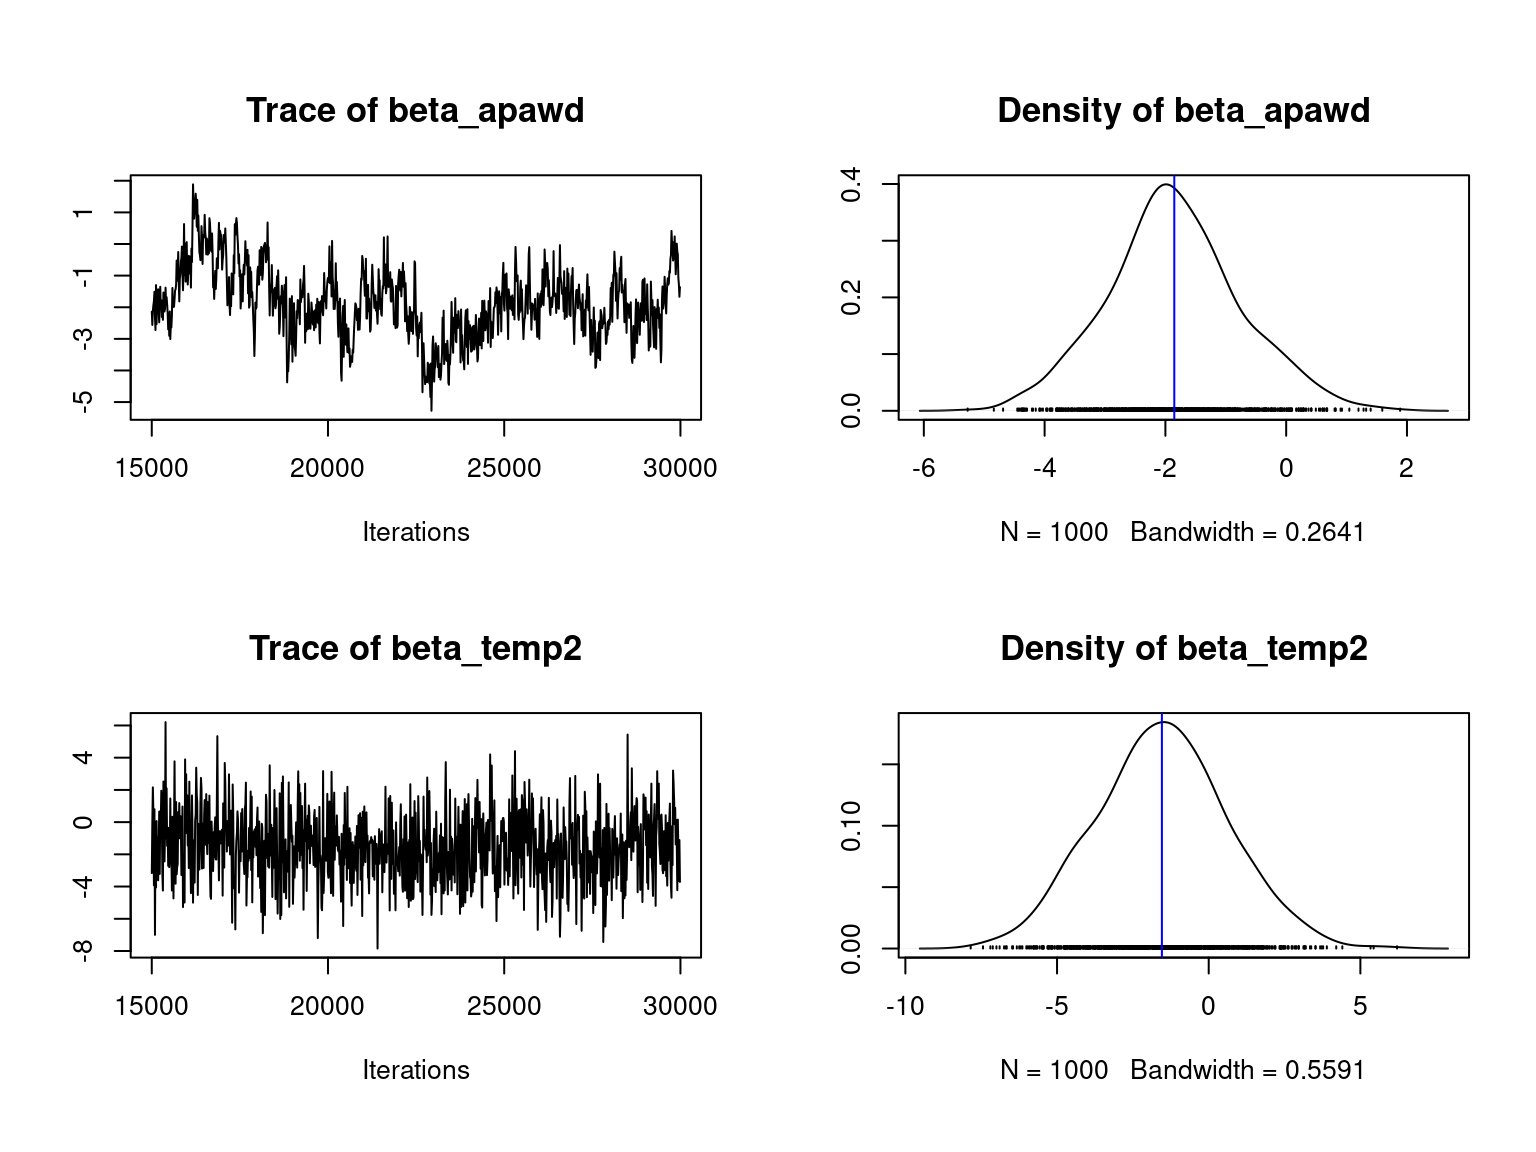 Trace of beta_apawd
1
-1
-3
-5
15000 20000 25000 30000
Iterations
Density of beta_apawd
0.4
0.2
0.0
-6 -4 -2 0 2
N = 1000 Bandwidth = 0.2641
Trace of beta_temp2
4
0
-4
-8
15000 20000 25000 30000
Iterations
Density of beta_temp2
0.10
0.00
-10 -5 0 5
N = 1000 Bandwidth = 0.5591